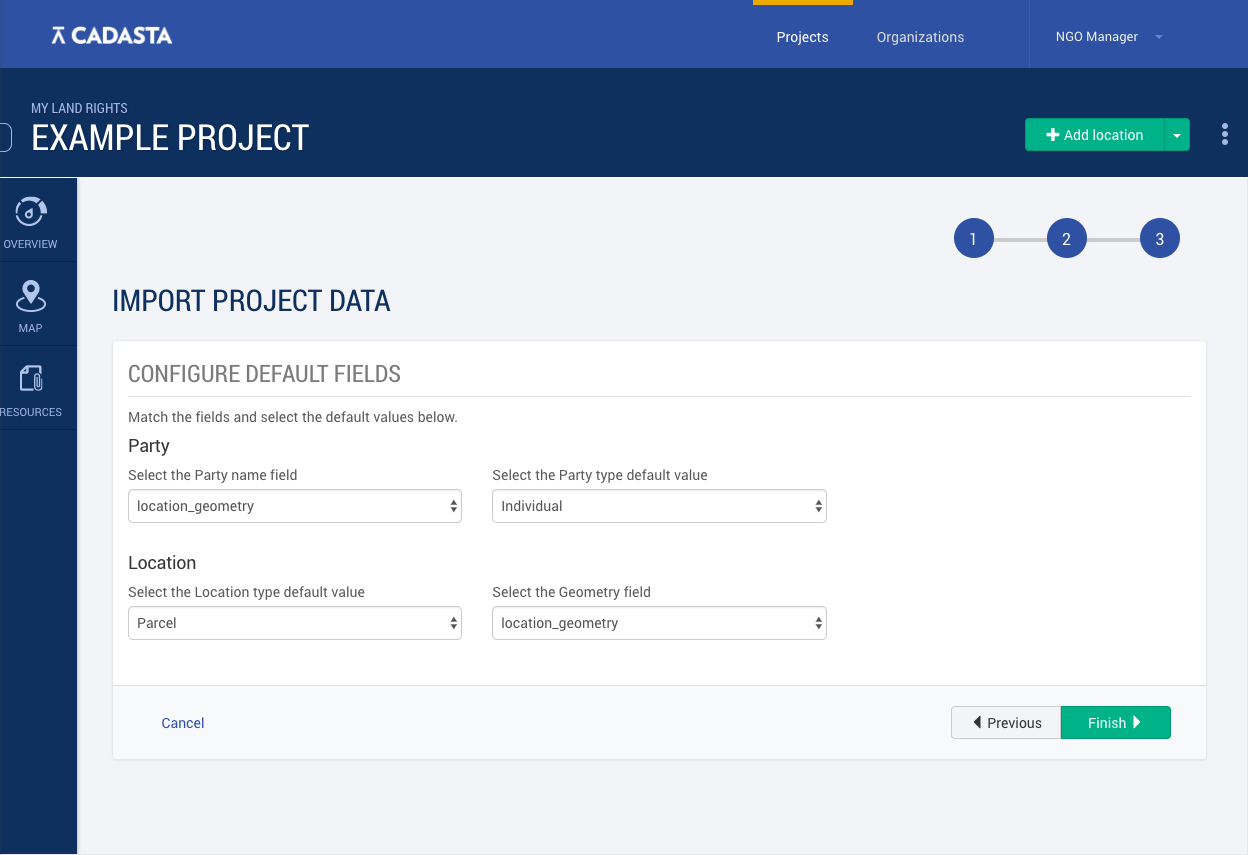 CADASTA
Projects
Organizations
NGO Manager
MY LAND RIGHTS
EXAMPLE PROJECT
Add location
OVERVIEW
MAP
RESOURCES
1
2
3
IMPORT PROJECT DATA
CONFIGURE DEFAULT FIELDS
Match the fields and select the default values below.
Party
Select the Party name field
Select the Party type default value
location_geometry
Individual
Location
Select the Location type default value
Select the Geometry field
Parcel
location_geometry
Cancel
Previous
Finish